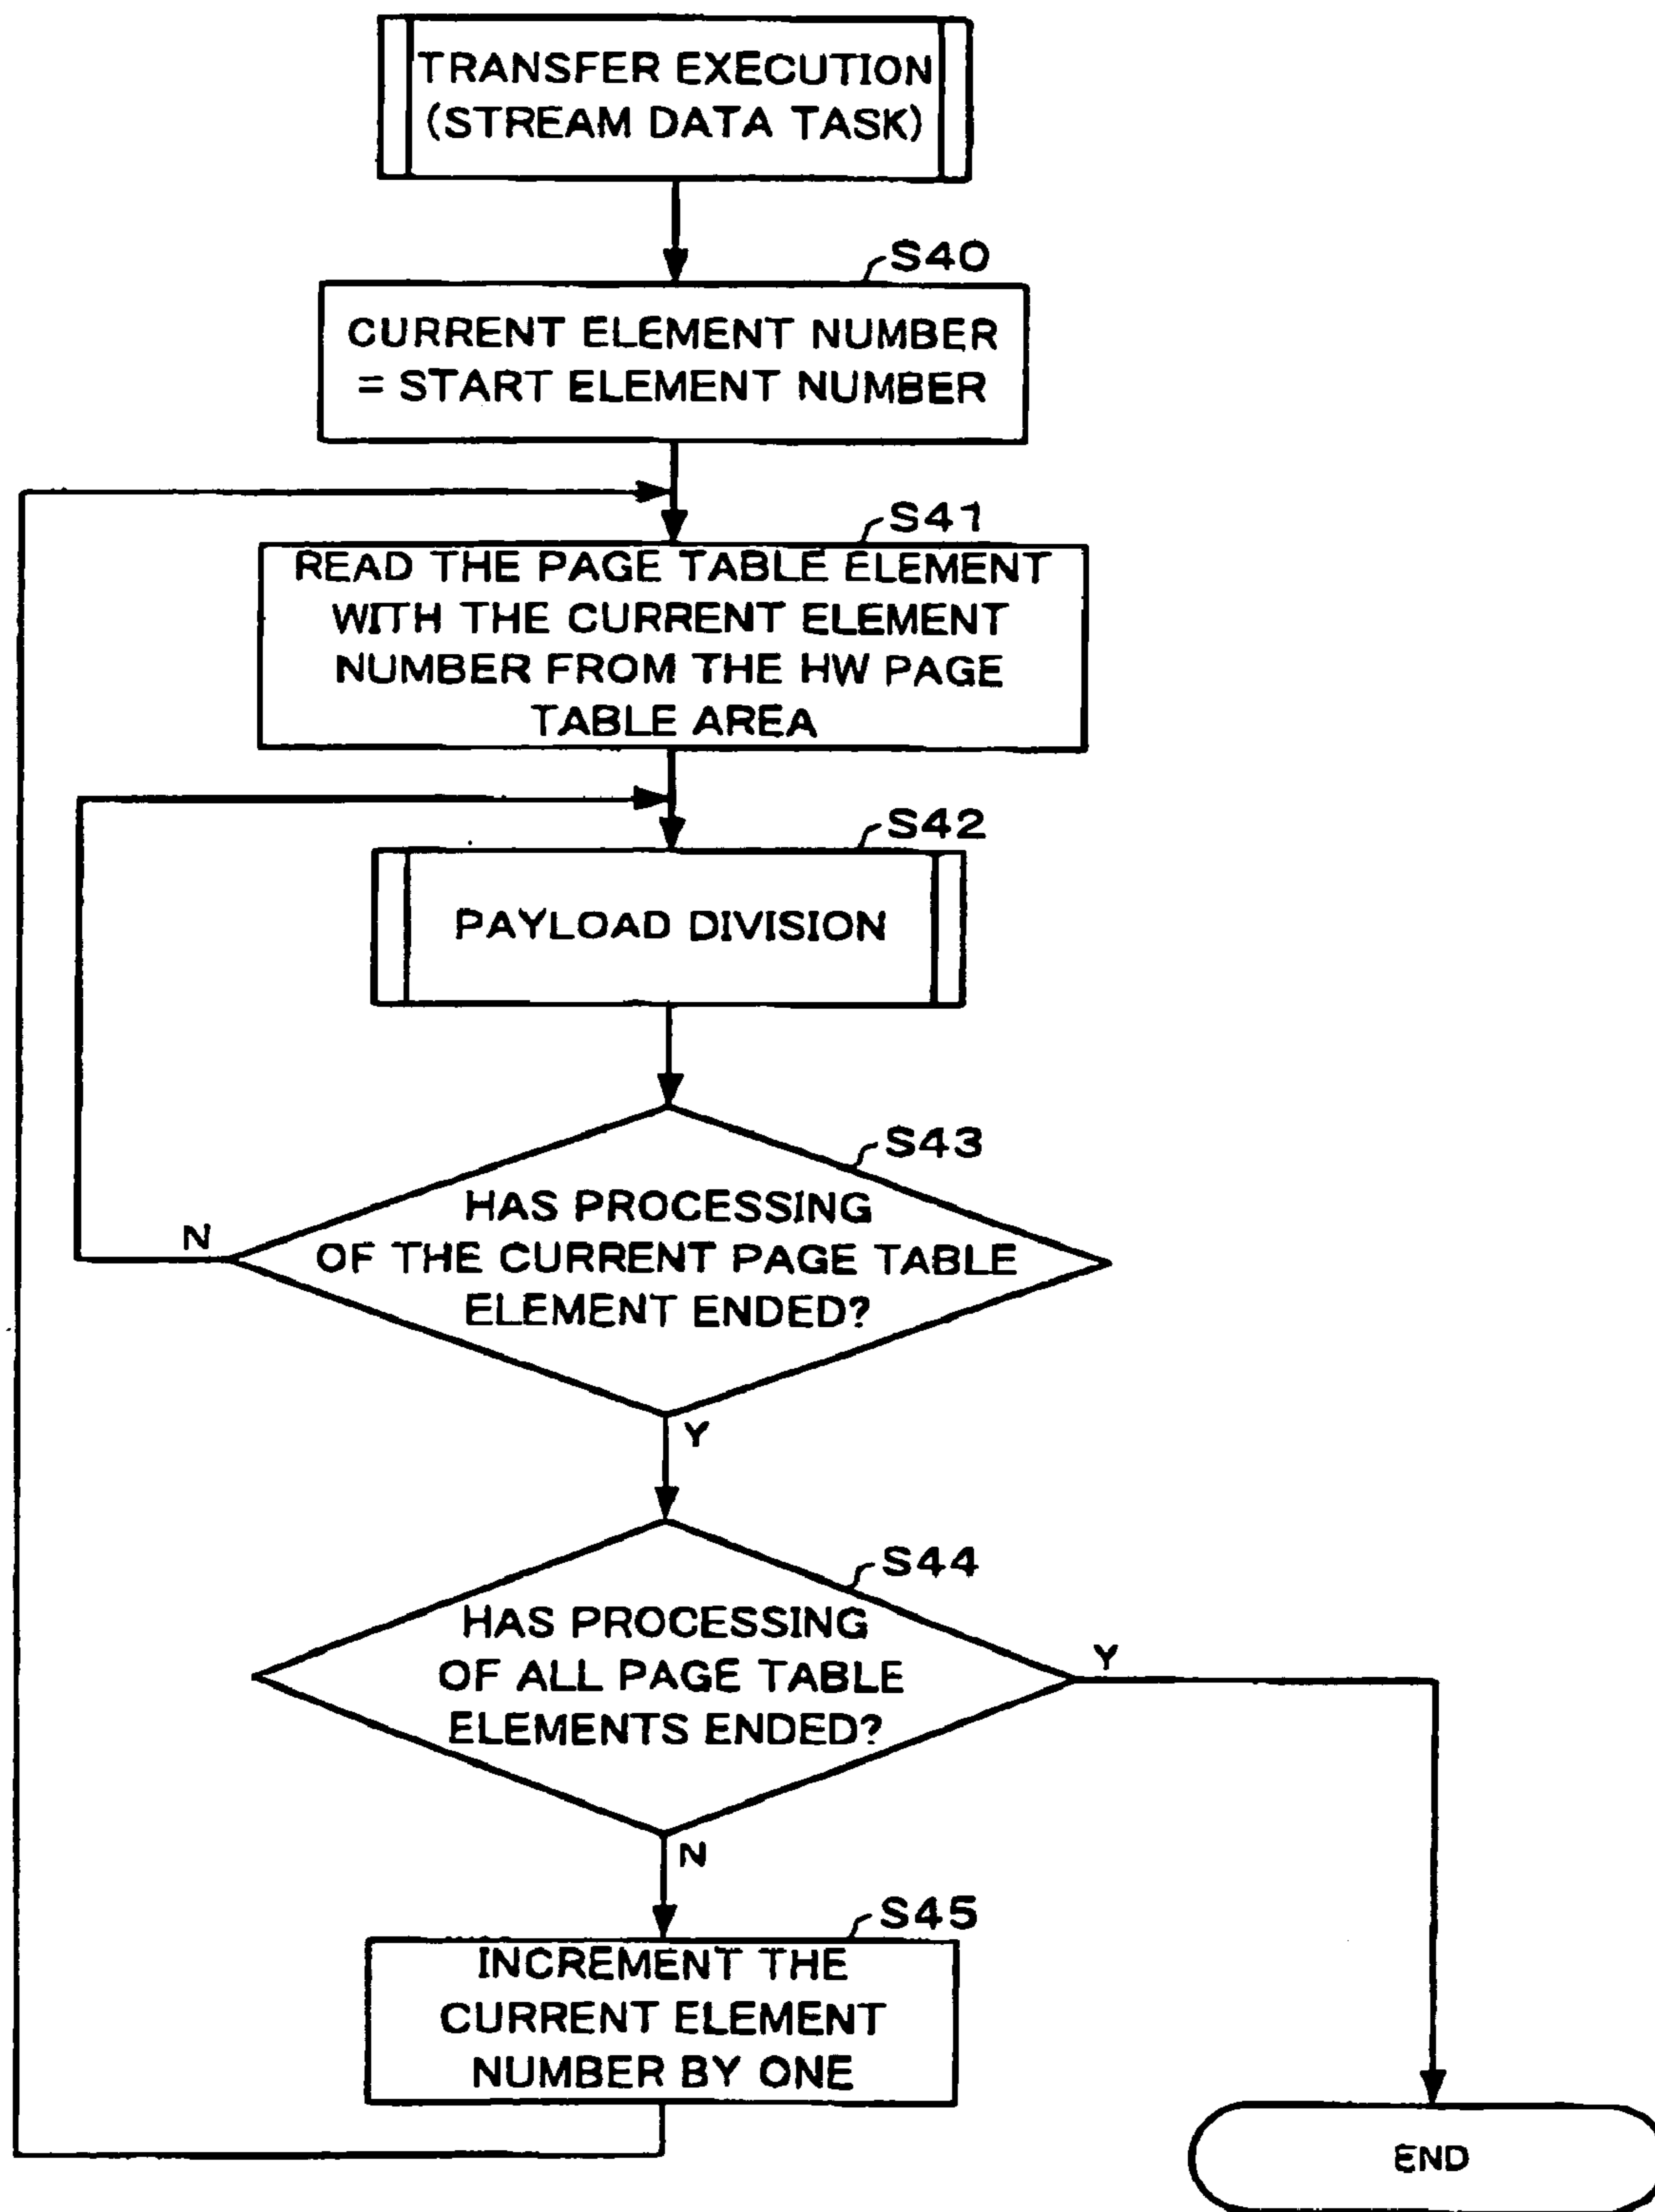 TRANSFER EXECUTION
(STREAM DATA TASK)
S40
CURRENT ELEMENT NUMBER
= START ELEMENT NUMBER
S41
READ THE PAGE TABLE ELEMENT
WITH THE CURRENT ELEMENT
NUMBER FROM THE HW PAGE
TABLE AREA
S42
PAYLOAD DIVISION
S43
HAS PROCESSING
OF THE CURRENT PAGE TABLE
ELEMENT ENDED?
N
Y
S44
HAS PROCESSING
OF ALL PAGE TABLE
ELEMENTS ENDED?
Y
N
S45
INCREMENT THE
CURRENT ELEMENT
NUMBER BY ONE
END